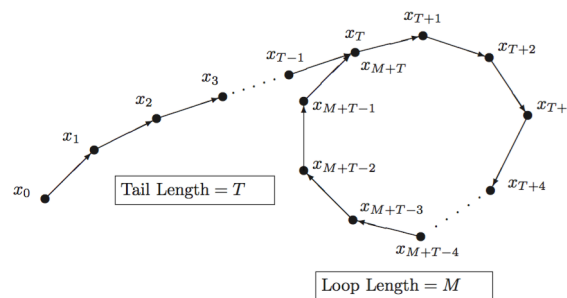 x_0
x_1
x_2
x_3
x_{T−1}
x_T
x_{M+T}
x_{T+1}
x_{T+2}
x_{T+
x_{T+4}
x_{M+T−1}
x_{M+T−2}
x_{M+T−3}
x_{M+T−4}
Tail Length = T
Loop Length = M